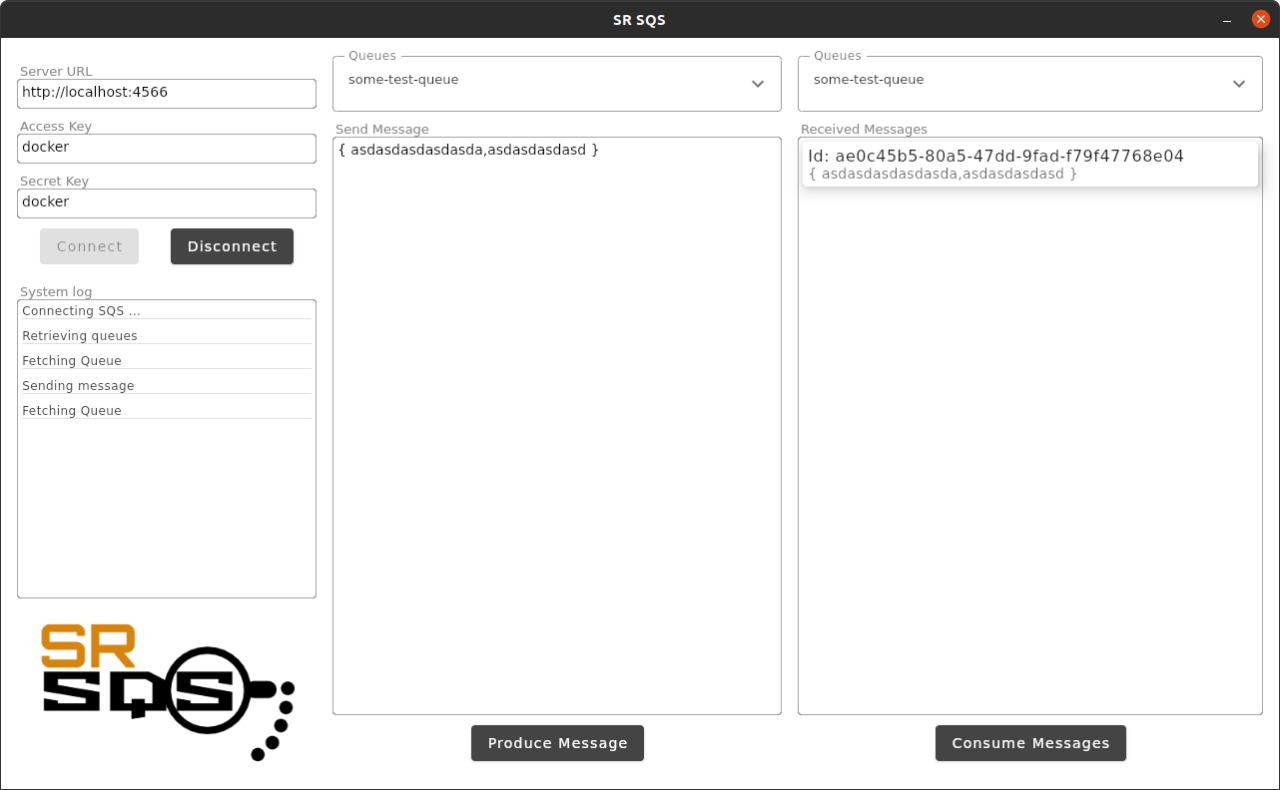 SR SQS
Server URL
http://localhost:4566
Access Key
docker
Secret Key
docker
Connect
Disconnect
System log
Connecting SQS ...
Retrieving queues
Fetching Queue
Sending message
Fetching Queue
SR
SQS
Queues
some-test-queue
Send Message
{ asdasdasdasdasda,asdasdasdasd }
Produce Message
Queues
some-test-queue
Received Messages
Id: ae0c45b5-80a5-47dd-9fad-f79f47768e04
{ asdasdasdasdasda,asdasdasdasd }
Consume Messages